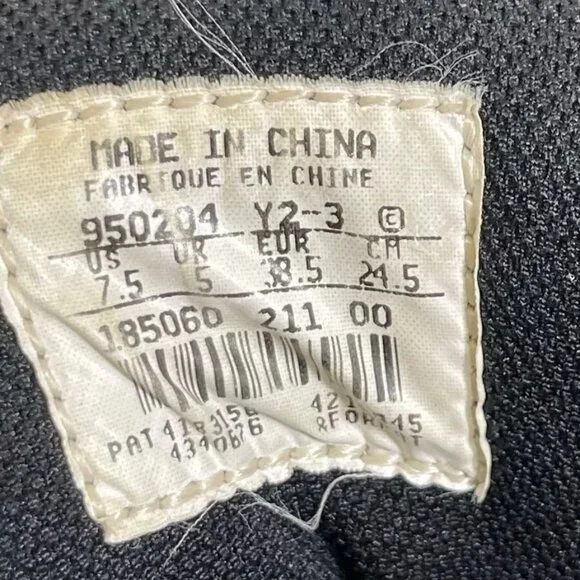 MADE IN CHINA
FABRIQUE EN CHINE
950204 Y2--3 ©
US UK EUR CM
7.5 5 38.5 24.5
185060 211 00
PAT